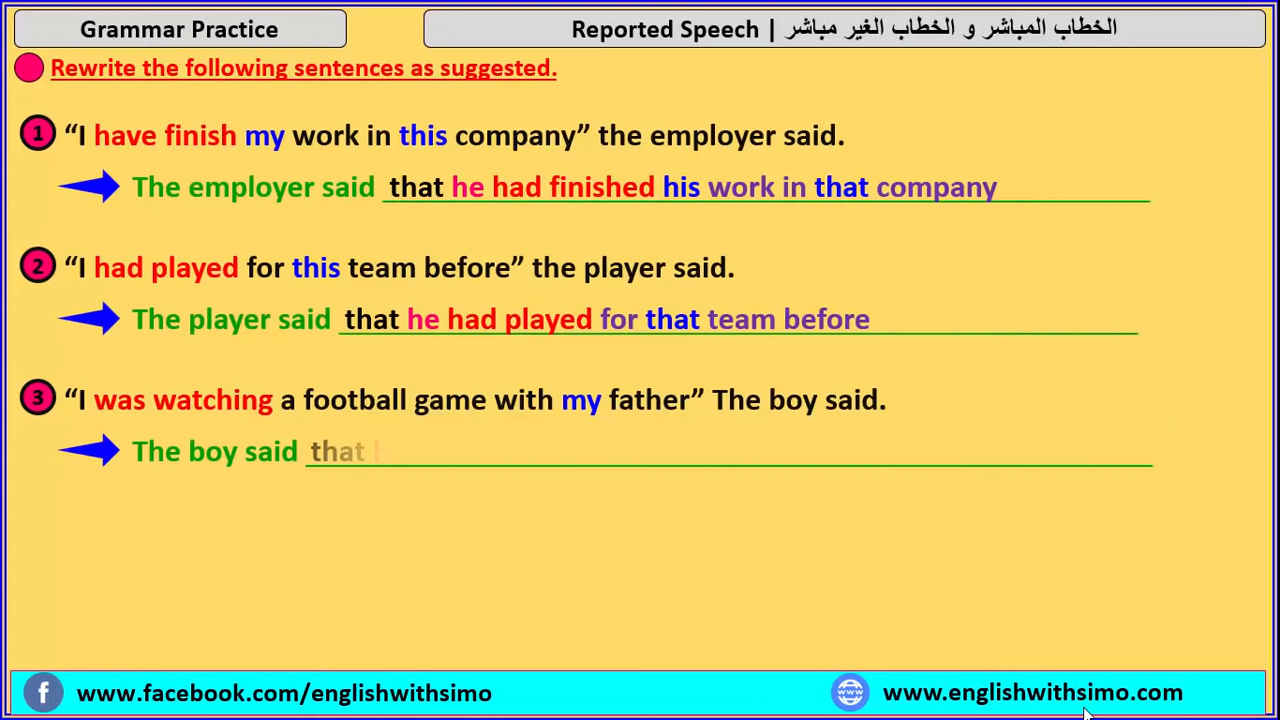 Grammar Practice
Reported Speech | الخطاب المباشر و الخطاب الغير مباشر
Rewrite the following sentences as suggested.
1 “I have finish my work in this company” the employer said.
The employer said that he had finished his work in that company
2 “I had played for this team before” the player said.
The player said that he had played for that team before
3 “I was watching a football game with my father” The boy said.
The boy said that
f www.facebook.com/englishwithsimo
www www.englishwithsimo.com